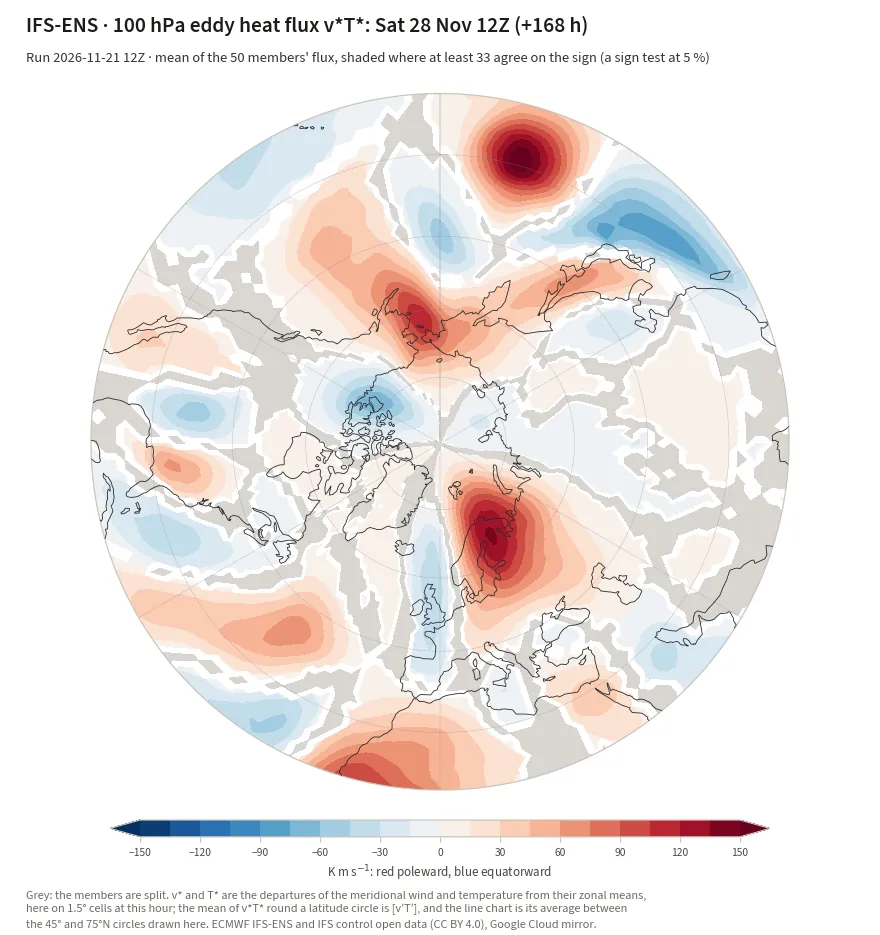 IFS-ENS · 100 hPa eddy heat flux v*T*: Sat 28 Nov 12Z (+168 h)
Run 2026-11-21 12Z · mean of the 50 members' flux, shaded where at least 33 agree on the sign (a sign test at 5 %)
−150 −120 −90 −60 −30 0 30 60 90 120 150
K m s⁻¹: red poleward, blue equatorward
Grey: the members are split. v* and T* are the departures of the meridional wind and temperature from their zonal means,
here on 1.5° cells at this hour; the mean of v*T* round a latitude circle is [v'T'], and the line chart is its average between
the 45° and 75°N circles drawn here. ECMWF IFS-ENS and IFS control open data (CC BY 4.0), Google Cloud mirror.